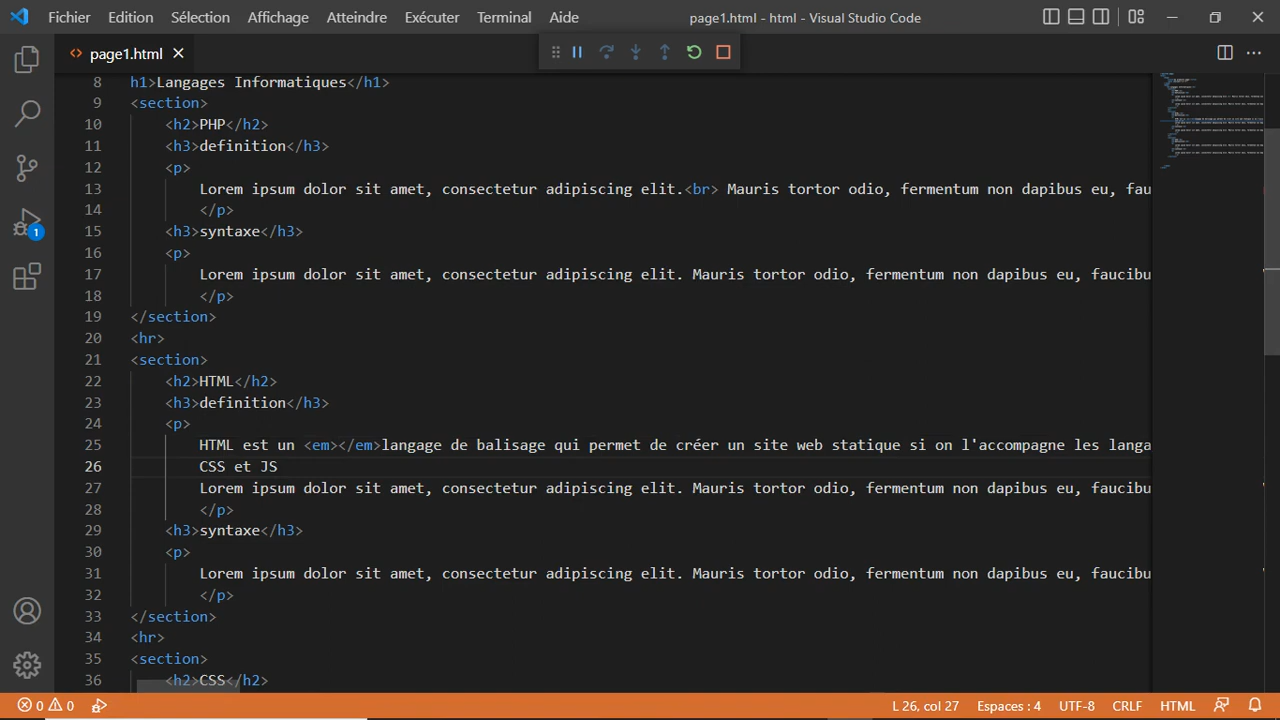 Fichier Edition Sélection Affichage Atteindre Exécuter Terminal Aide page1.html - html - Visual Studio Code
page1.html
8 h1>Langages Informatiques</h1>
9 <section>
10 <h2>PHP</h2>
11 <h3>definition</h3>
12 <p>
13 Lorem ipsum dolor sit amet, consectetur adipiscing elit.<br> Mauris tortor odio, fermentum non dapibus eu, fau
14 </p>
15 <h3>syntaxe</h3>
16 <p>
17 Lorem ipsum dolor sit amet, consectetur adipiscing elit. Mauris tortor odio, fermentum non dapibus eu, faucibu
18 </p>
19 </section>
20 <hr>
21 <section>
22 <h2>HTML</h2>
23 <h3>definition</h3>
24 <p>
25 HTML est un <em></em>langage de balisage qui permet de créer un site web statique si on l'accompagne les langa
26 CSS et JS
27 Lorem ipsum dolor sit amet, consectetur adipiscing elit. Mauris tortor odio, fermentum non dapibus eu, faucibu
28 </p>
29 <h3>syntaxe</h3>
30 <p>
31 Lorem ipsum dolor sit amet, consectetur adipiscing elit. Mauris tortor odio, fermentum non dapibus eu, faucibu
32 </p>
33 </section>
34 <hr>
35 <section>
36 <h2>CSS</h2>
1
0 0 L 26, col 27 Espaces : 4 UTF-8 CRLF HTML